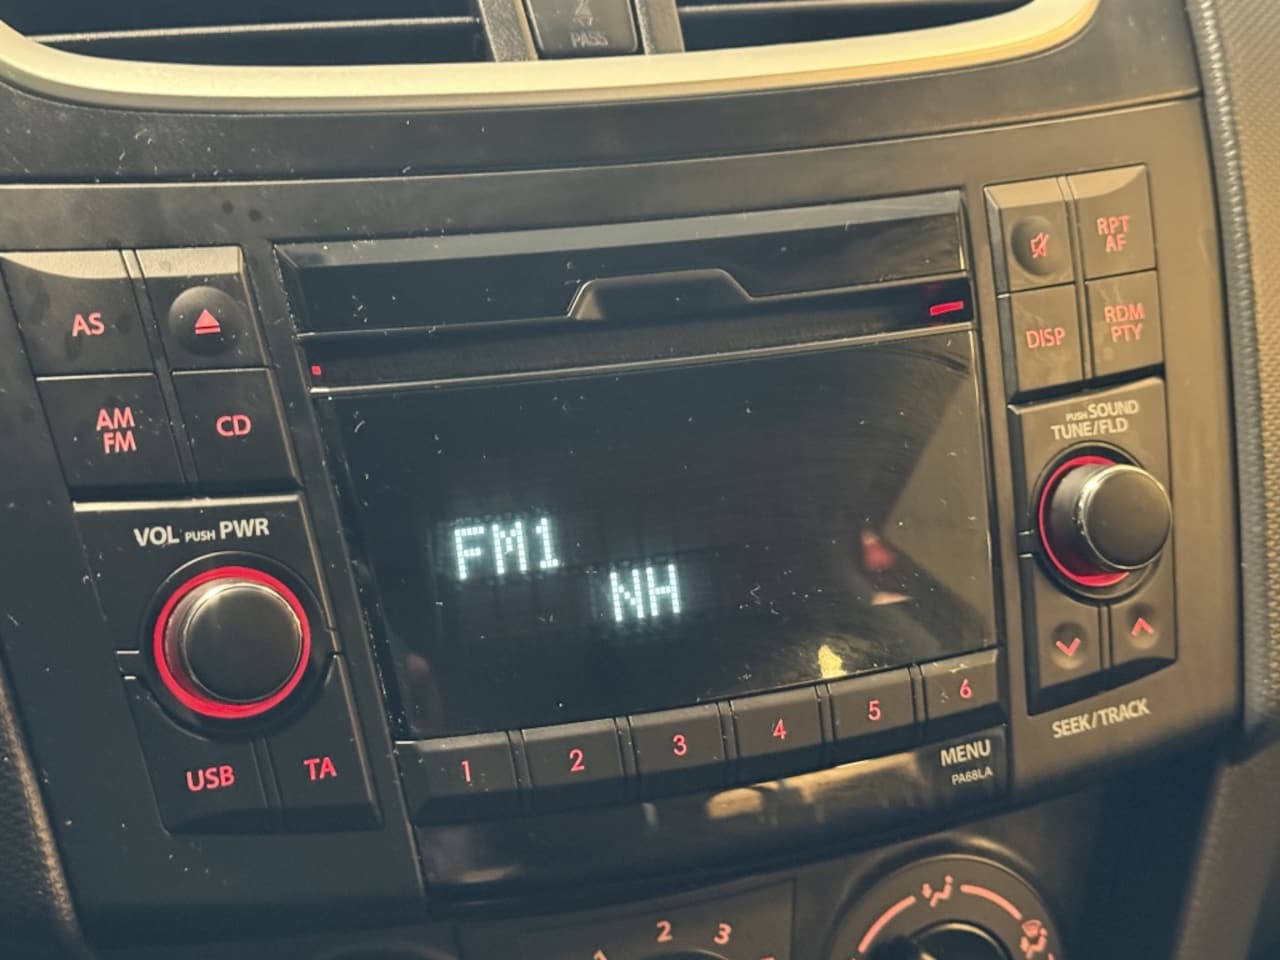 PASS
AS
AM
FM
CD
VOL PUSH PWR
USB
TA
FM1
NH
1
2
3
4
5
6
MENU
PA68LA
RPT
AF
DISP
RDM
PTY
PUSH SOUND
TUNE/FLD
SEEK/TRACK
2
3